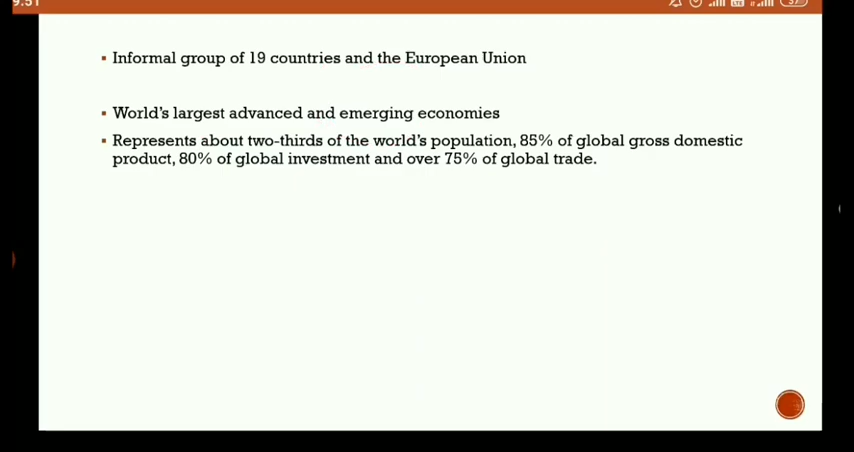 9:51
Informal group of 19 countries and the European Union
World's largest advanced and emerging economies
Represents about two-thirds of the world's population, 85% of global gross domestic
product, 80% of global investment and over 75% of global trade.